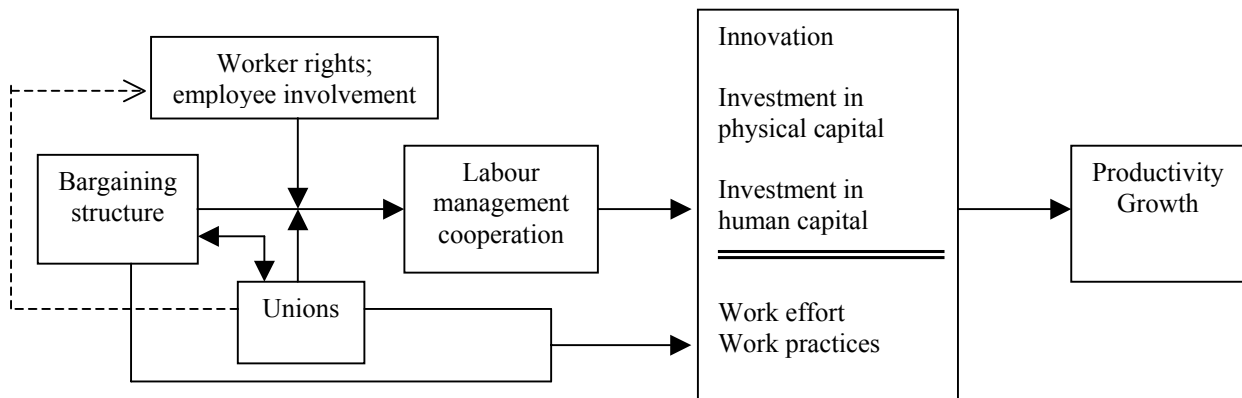 Worker rights;
employee involvement
Bargaining
structure
Unions
Labour
management
cooperation
Innovation
Investment in
physical capital
Investment in
human capital
Work effort
Work practices
Productivity
Growth